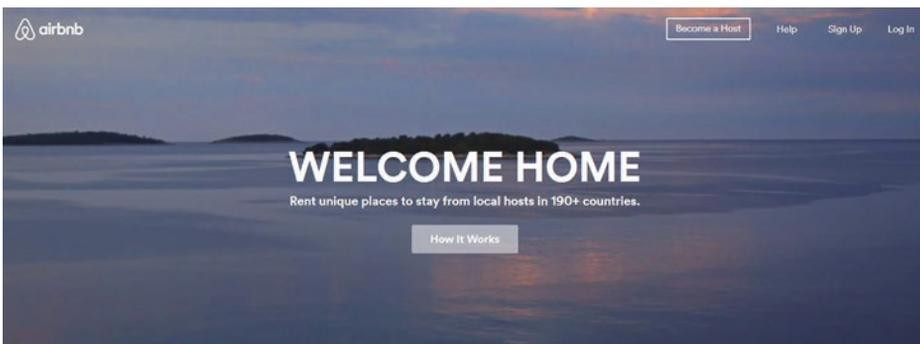 airbnb
Become a Host Help Sign Up Log In
WELCOME HOME
Rent unique places to stay from local hosts in 190+ countries.
How It Works